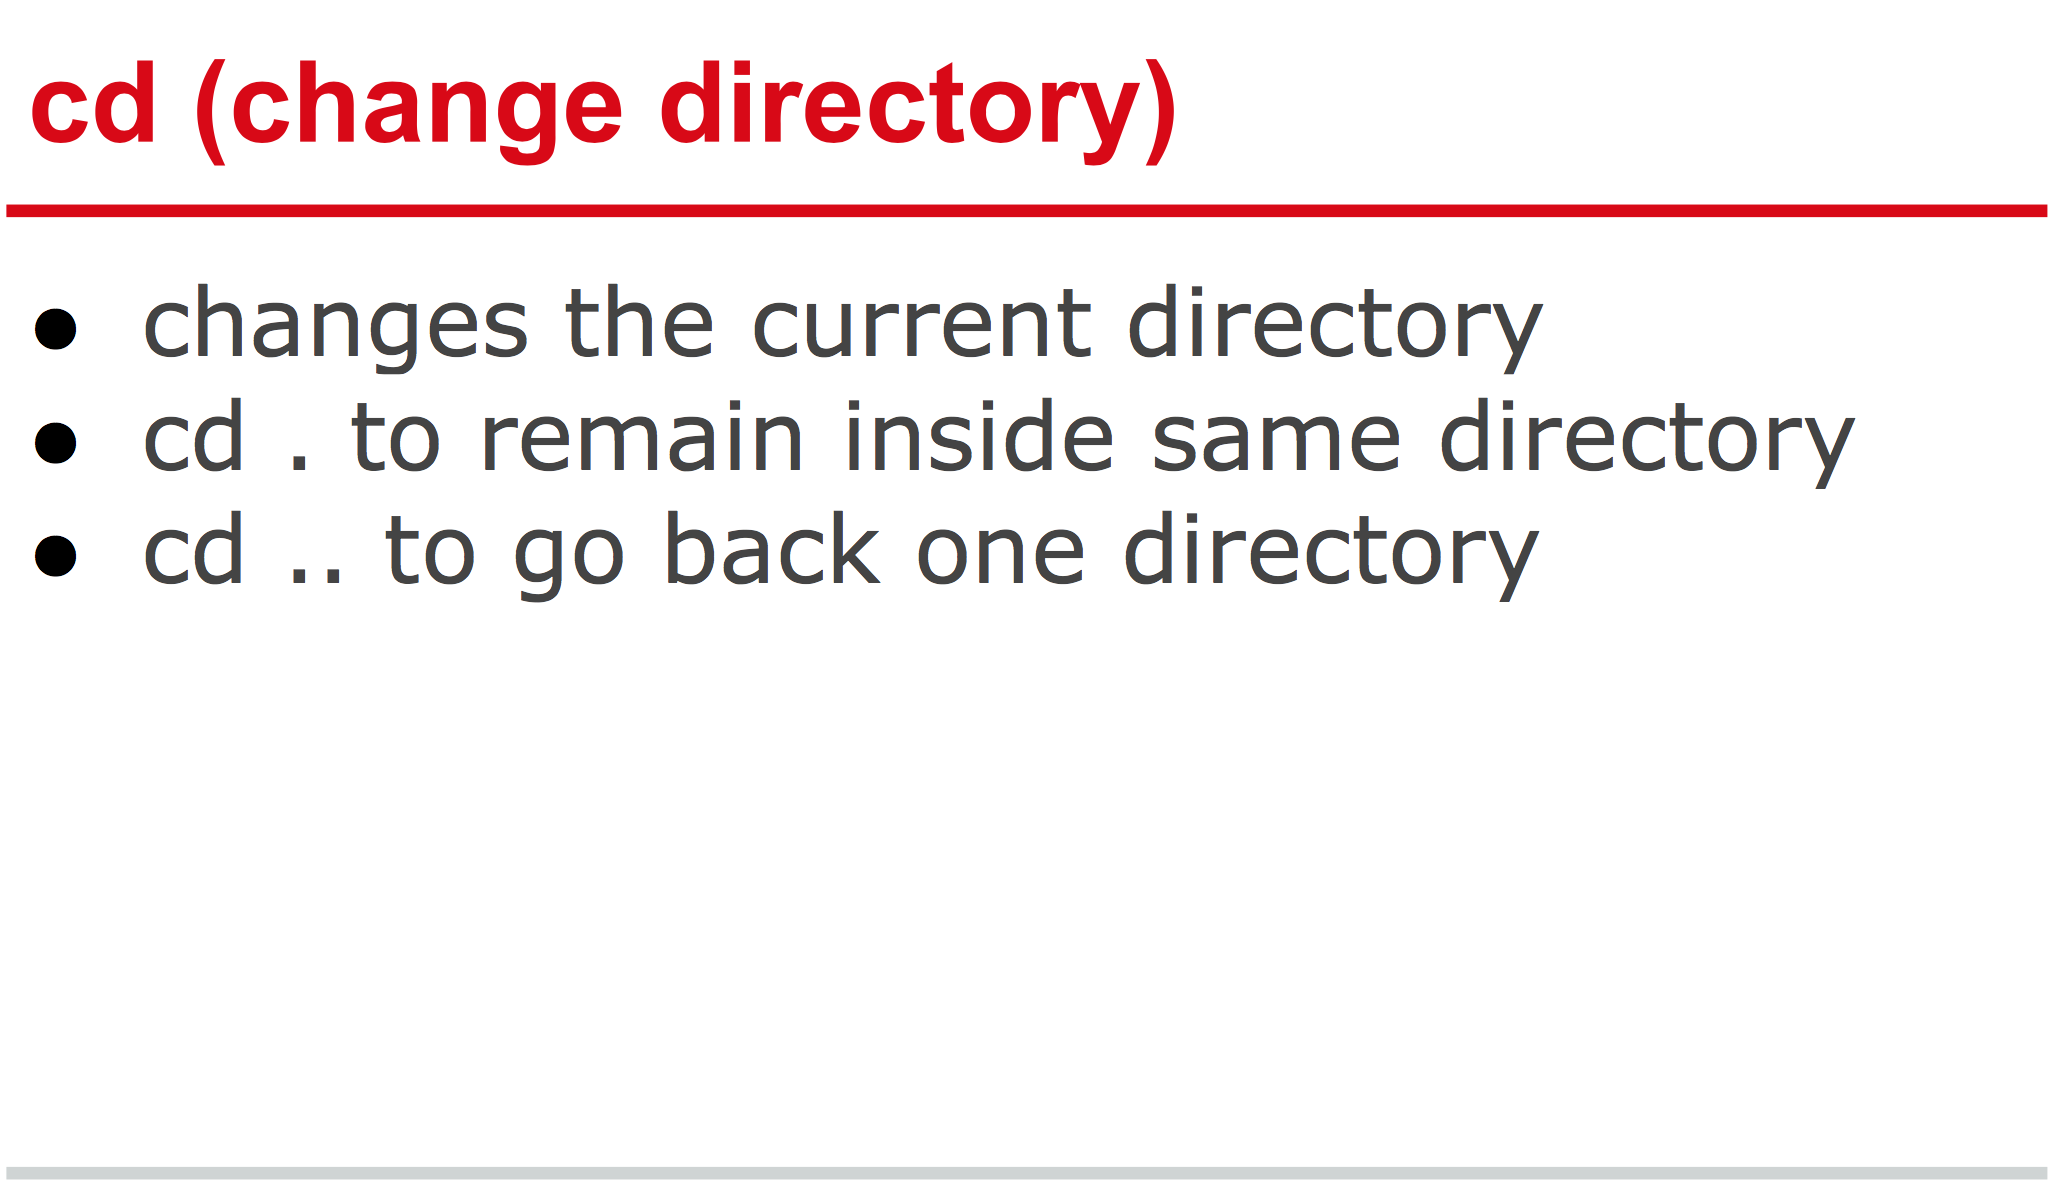 cd (change directory)
● changes the current directory
● cd . to remain inside same directory
● cd .. to go back one directory